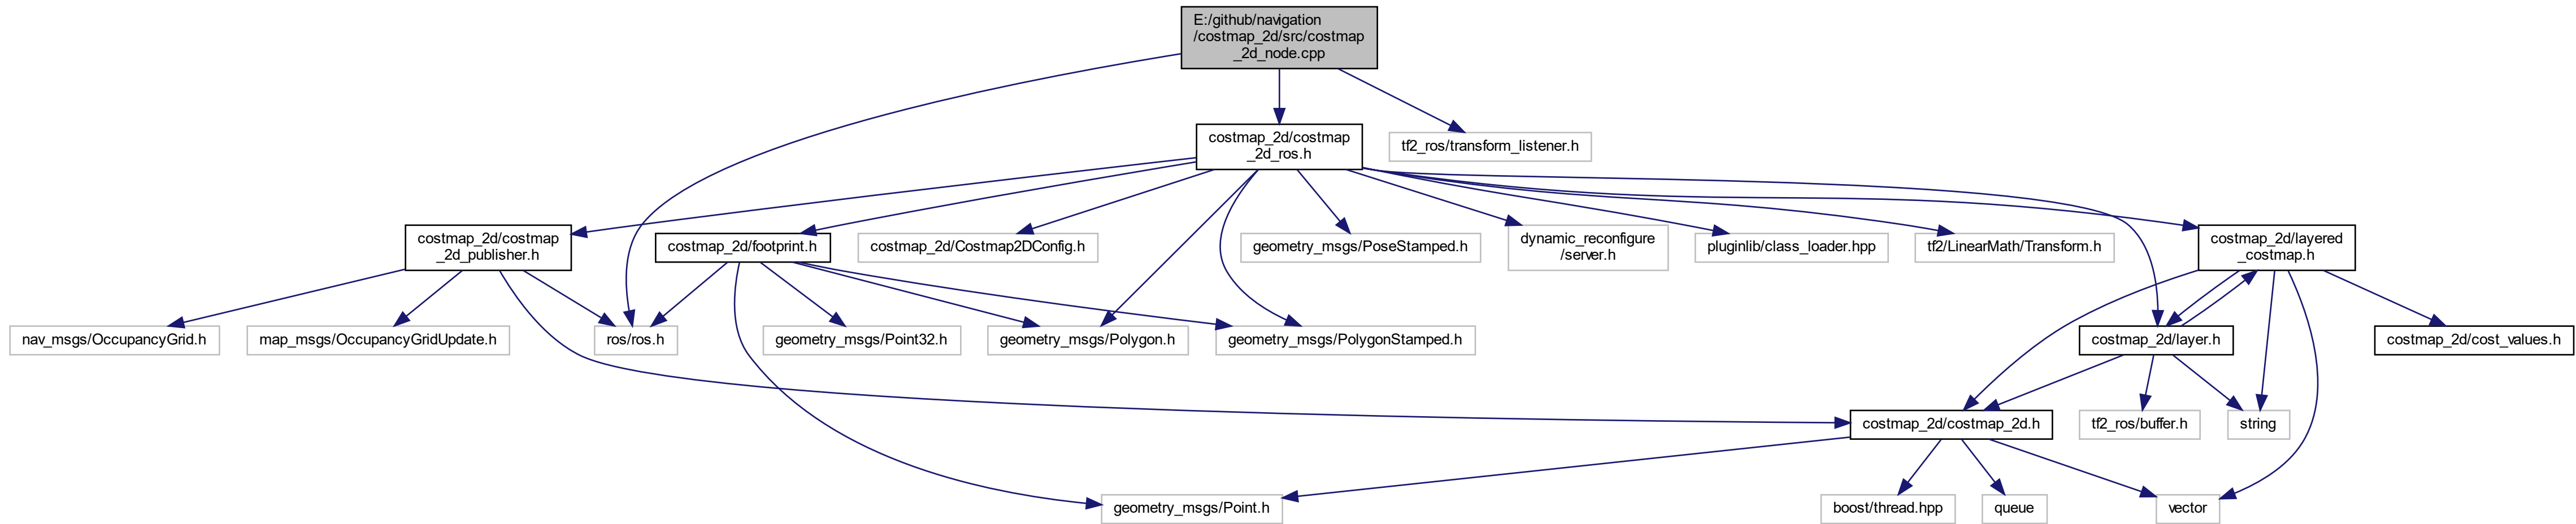 E:/github/navigation
/costmap_2d/src/costmap
_2d_node.cpp
costmap_2d/costmap
_2d_ros.h
tf2_ros/transform_listener.h
costmap_2d/costmap
_2d_publisher.h
costmap_2d/footprint.h
costmap_2d/Costmap2DConfig.h
geometry_msgs/PoseStamped.h
dynamic_reconfigure
/server.h
pluginlib/class_loader.hpp
tf2/LinearMath/Transform.h
costmap_2d/layered
_costmap.h
nav_msgs/OccupancyGrid.h
map_msgs/OccupancyGridUpdate.h
ros/ros.h
geometry_msgs/Point32.h
geometry_msgs/Polygon.h
geometry_msgs/PolygonStamped.h
costmap_2d/layer.h
costmap_2d/cost_values.h
costmap_2d/costmap_2d.h
tf2_ros/buffer.h
string
geometry_msgs/Point.h
boost/thread.hpp
queue
vector